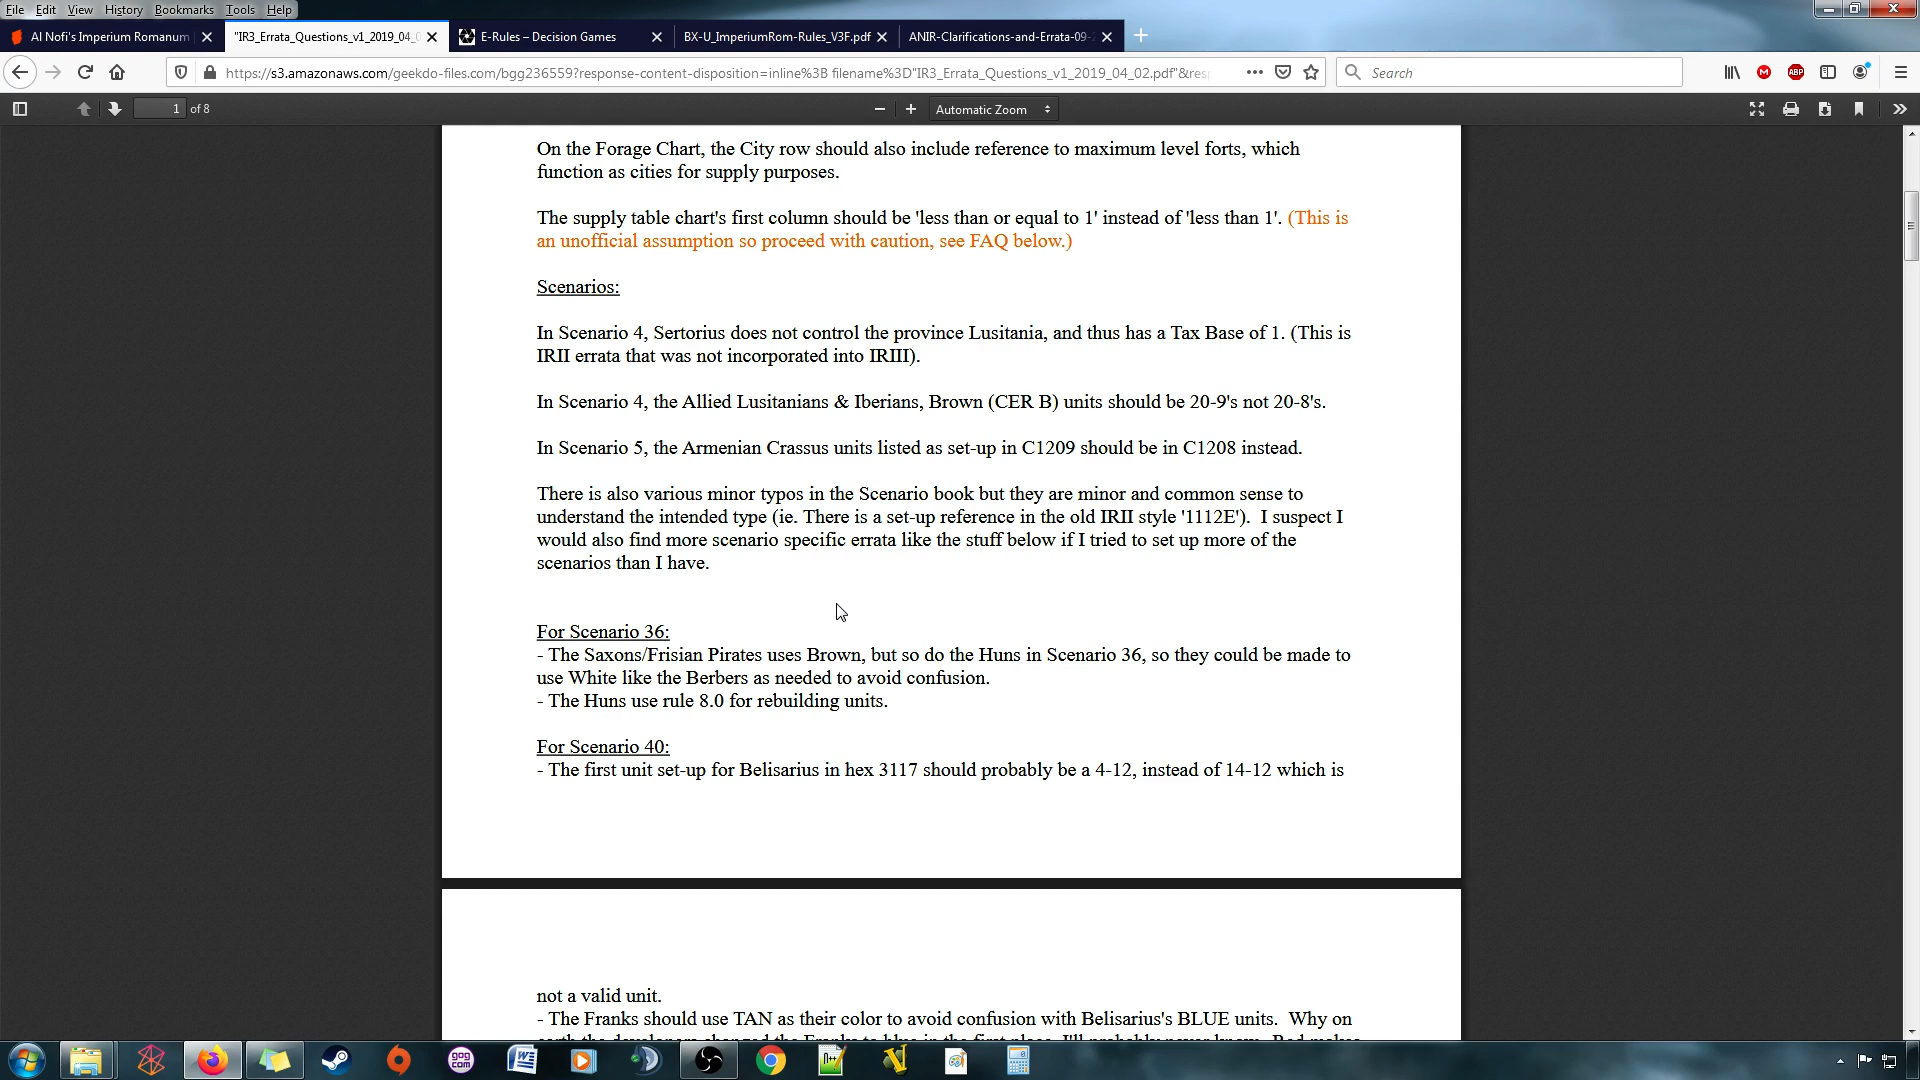 File Edit View History Bookmarks Tools Help
Al Nofi's Imperium Romanum
"IR3_Errata_Questions_v1_2019_04_0
E-Rules – Decision Games
BX-U_ImperiumRom-Rules_V3F.pdf
ANIR-Clarifications-and-Errata-09-2
https://s3.amazonaws.com/geekdo-files.com/bgg236559?response-content-disposition=inline%3B filename%3D"IR3_Errata_Questions_v1_2019_04_02.pdf"&resp
Search
ABP
1 of 8
Automatic Zoom
On the Forage Chart, the City row should also include reference to maximum level forts, which
function as cities for supply purposes.
The supply table chart's first column should be 'less than or equal to 1' instead of 'less than 1'. (This is
an unofficial assumption so proceed with caution, see FAQ below.)
Scenarios:
In Scenario 4, Sertorius does not control the province Lusitania, and thus has a Tax Base of 1. (This is
IRII errata that was not incorporated into IRIII).
In Scenario 4, the Allied Lusitanians & Iberians, Brown (CER B) units should be 20-9's not 20-8's.
In Scenario 5, the Armenian Crassus units listed as set-up in C1209 should be in C1208 instead.
There is also various minor typos in the Scenario book but they are minor and common sense to
understand the intended type (ie. There is a set-up reference in the old IRII style '1112E'). I suspect I
would also find more scenario specific errata like the stuff below if I tried to set up more of the
scenarios than I have.
For Scenario 36:
- The Saxons/Frisian Pirates uses Brown, but so do the Huns in Scenario 36, so they could be made to
use White like the Berbers as needed to avoid confusion.
- The Huns use rule 8.0 for rebuilding units.
For Scenario 40:
- The first unit set-up for Belisarius in hex 3117 should probably be a 4-12, instead of 14-12 which is
not a valid unit.
- The Franks should use TAN as their color to avoid confusion with Belisarius's BLUE units. Why on
gog
com